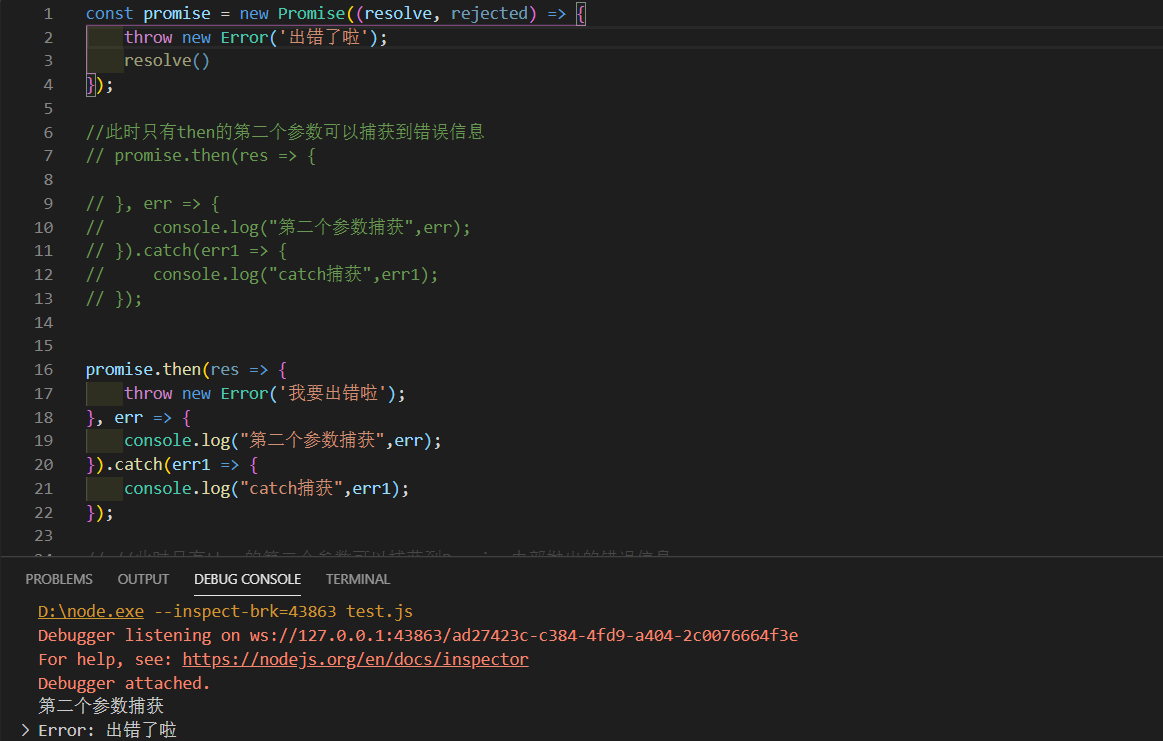 1 const promise = new Promise((resolve, rejected) => {
2 throw new Error('出错了啦');
3 resolve()
4 });
5
6 //此时只有then的第二个参数可以捕获到错误信息
7 // promise.then(res => {
8
9 // }, err => {
10 // console.log("第二个参数捕获",err);
11 // }).catch(err1 => {
12 // console.log("catch捕获",err1);
13 // });
14
15
16 promise.then(res => {
17 throw new Error('我要出错啦');
18 }, err => {
19 console.log("第二个参数捕获",err);
20 }).catch(err1 => {
21 console.log("catch捕获",err1);
22 });
23
PROBLEMS OUTPUT DEBUG CONSOLE TERMINAL
D:\node.exe --inspect-brk=43863 test.js
Debugger listening on ws://127.0.0.1:43863/ad27423c-c384-4fd9-a404-2c0076664f3e
For help, see: https://nodejs.org/en/docs/inspector
Debugger attached.
第二个参数捕获
> Error: 出错了啦